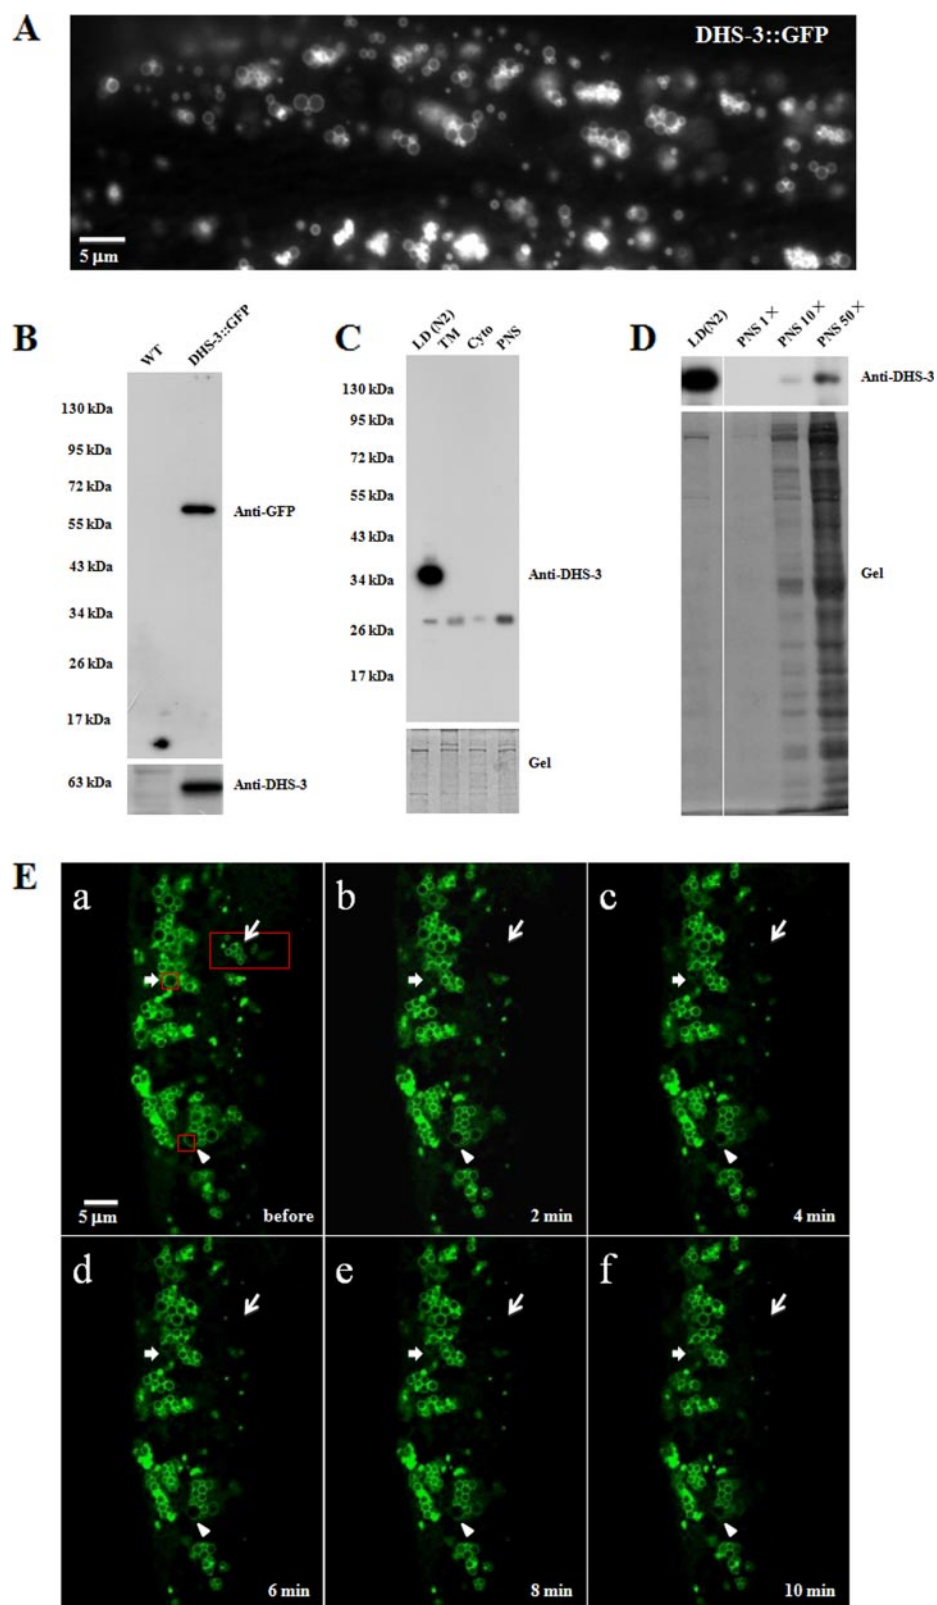 A
DHS-3::GFP
5 μm
B
WT
DHS-3::GFP
130 kDa
95 kDa
72 kDa
55 kDa
43 kDa
34 kDa
26 kDa
17 kDa
63 kDa
Anti-GFP
Anti-DHS-3
C
LD (N2)
TM
Cyto
PNS
130 kDa
95 kDa
72 kDa
55 kDa
43 kDa
34 kDa
26 kDa
17 kDa
Anti-DHS-3
Gel
D
LD(N2)
PNS 1×
PNS 10×
PNS 50×
Anti-DHS-3
Gel
E
a
5 μm
before
b
2 min
c
4 min
d
6 min
e
8 min
f
10 min